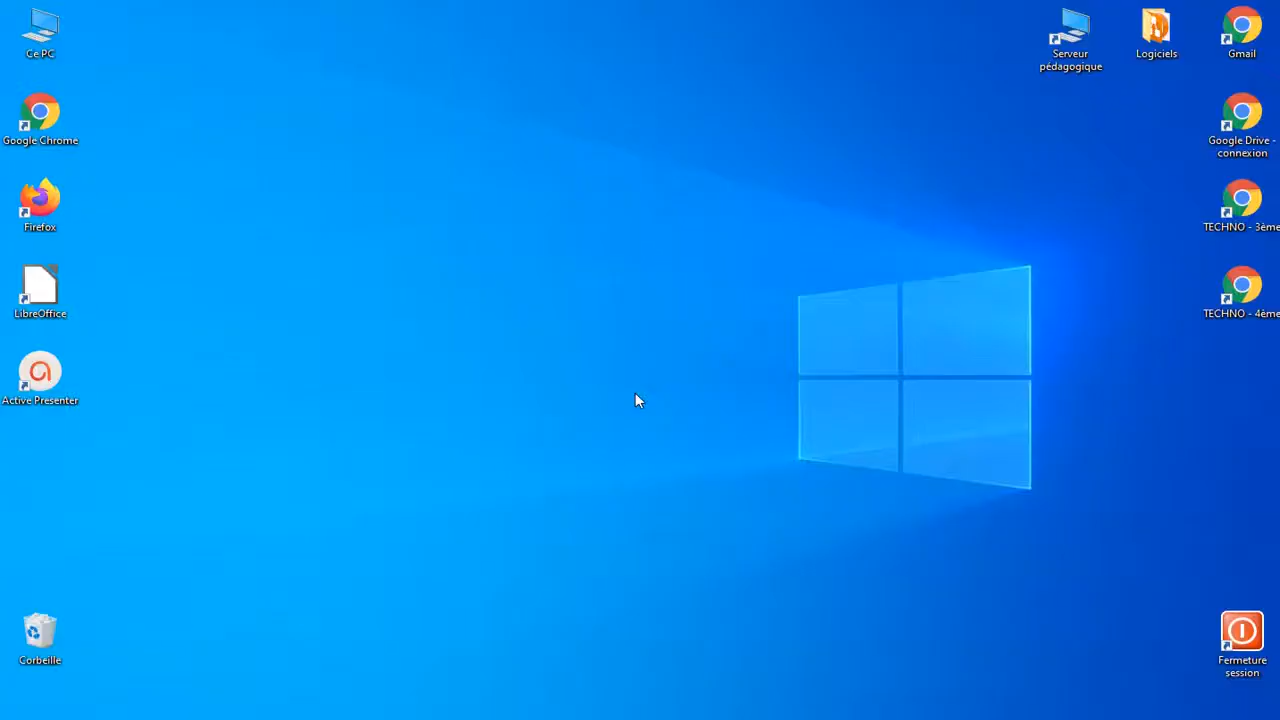 Ce PC
Google Chrome
Firefox
LibreOffice
Active Presenter
Corbeille
Serveur
pédagogique
Logiciels
Gmail
Google Drive -
connexion
TECHNO - 3ème
TECHNO - 4ème
Fermeture
session